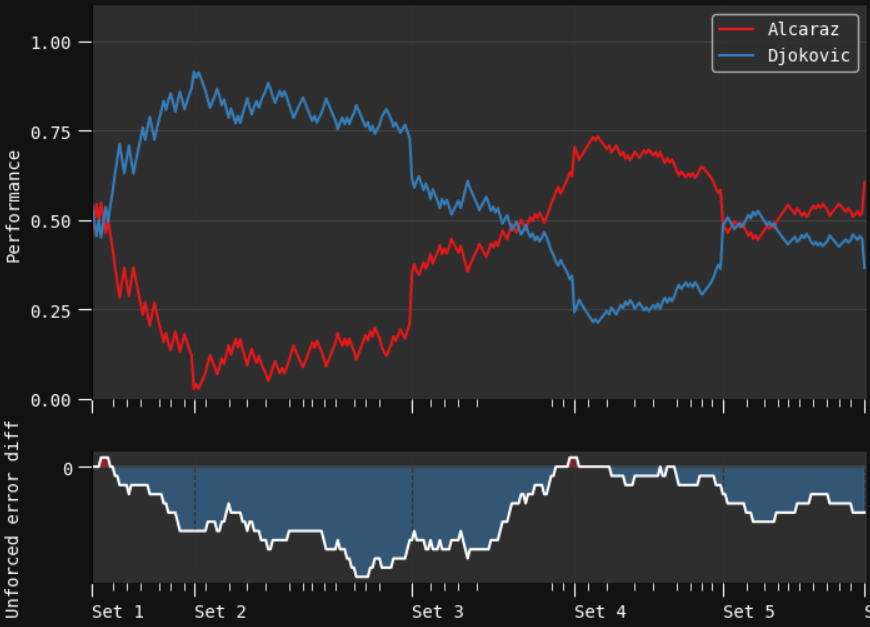 Alcaraz
Djokovic
1.00
0.75
0.50
0.25
0.00
Performance
0
Unforced error diff
Set 1 Set 2 Set 3 Set 4 Set 5 S